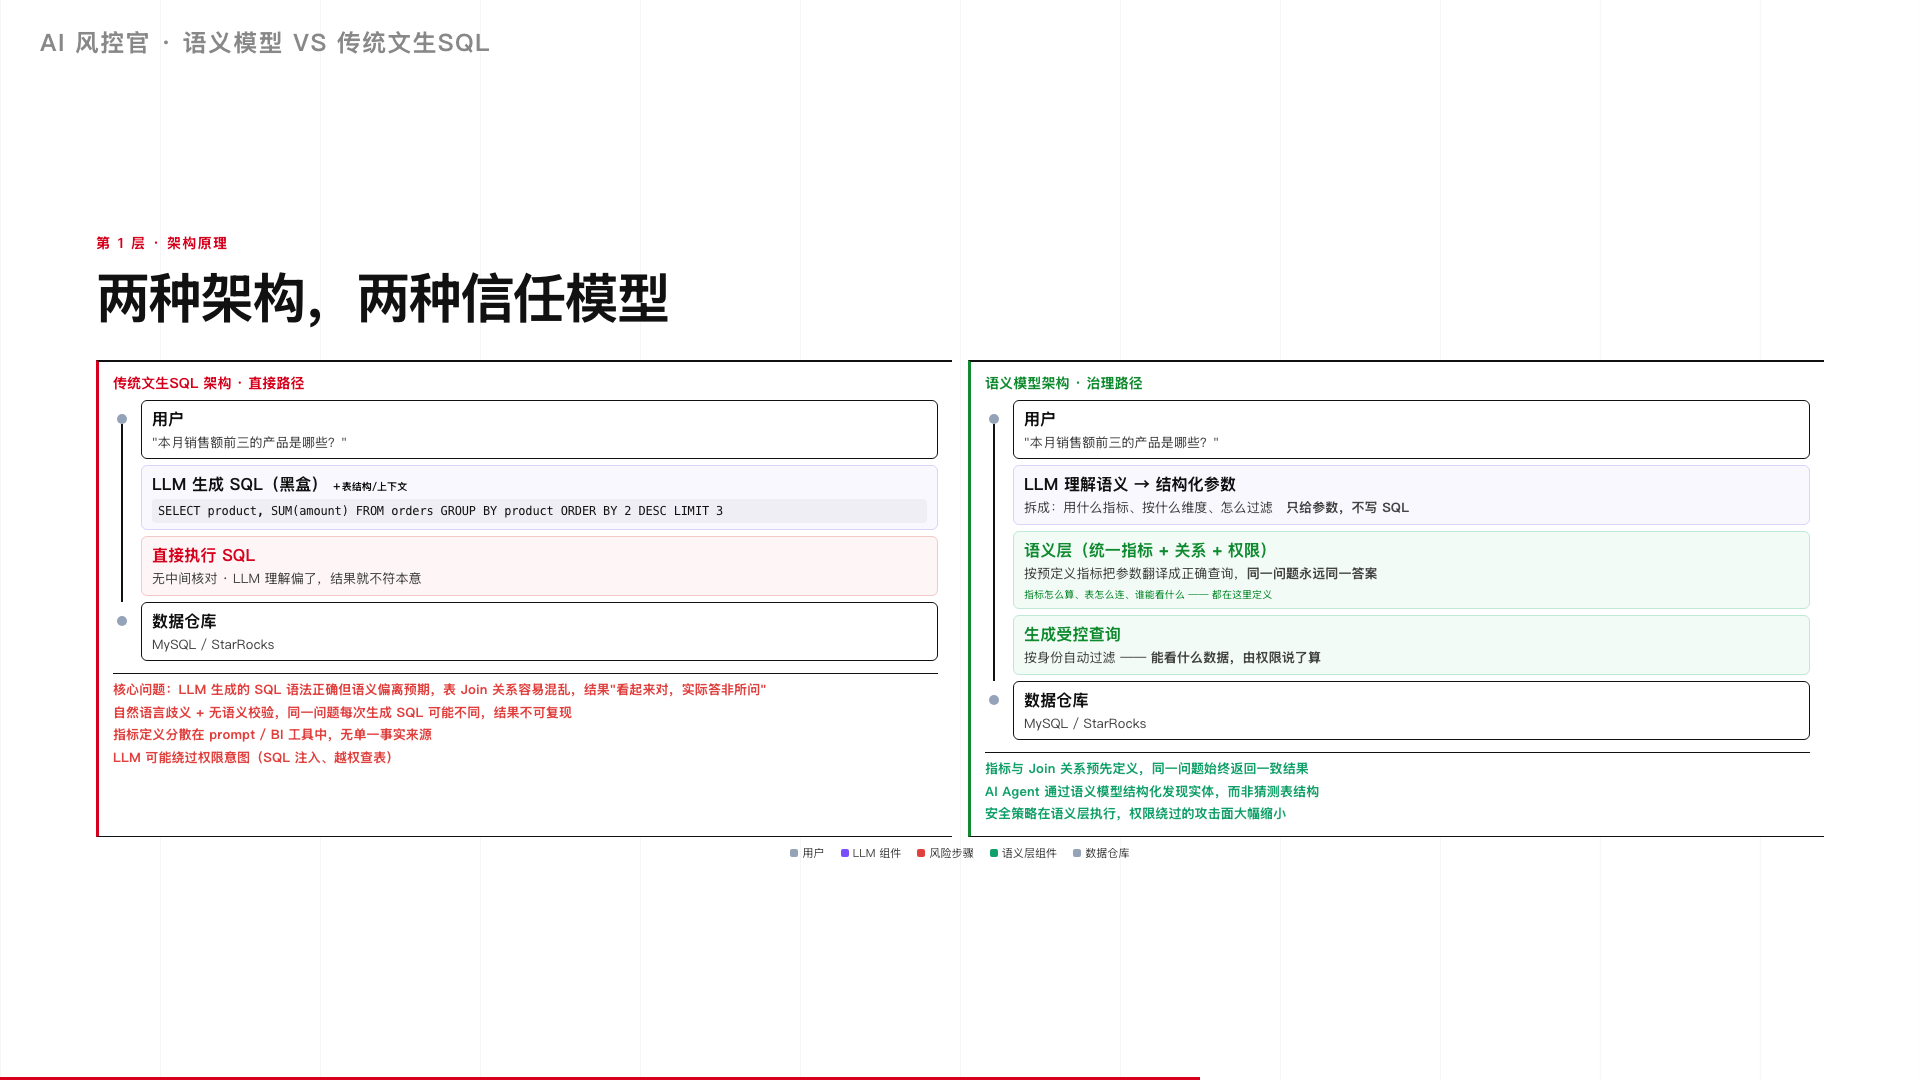 AI 风控官 · 语义模型 VS 传统文生SQL
第 1 层 · 架构原理
两种架构，两种信任模型
传统文生SQL 架构 · 直接路径
用户
"本月销售额前三的产品是哪些？"
LLM 生成 SQL（黑盒） ＋表结构/上下文
SELECT product, SUM(amount) FROM orders GROUP BY product ORDER BY 2 DESC LIMIT 3
直接执行 SQL
无中间核对 · LLM 理解偏了，结果就不符本意
数据仓库
MySQL / StarRocks
核心问题：LLM 生成的 SQL 语法正确但语义偏离预期，表 Join 关系容易混乱，结果"看起来对，实际答非所问"
自然语言歧义 + 无语义校验，同一问题每次生成 SQL 可能不同，结果不可复现
指标定义分散在 prompt / BI 工具中，无单一事实来源
LLM 可能绕过权限意图（SQL 注入、越权查表）
语义模型架构 · 治理路径
用户
"本月销售额前三的产品是哪些？"
LLM 理解语义 → 结构化参数
拆成：用什么指标、按什么维度、怎么过滤 只给参数，不写 SQL
语义层（统一指标 + 关系 + 权限）
按预定义指标把参数翻译成正确查询，同一问题永远同一答案
指标怎么算、表怎么连、谁能看什么 —— 都在这里定义
生成受控查询
按身份自动过滤 —— 能看什么数据，由权限说了算
数据仓库
MySQL / StarRocks
指标与 Join 关系预先定义，同一问题始终返回一致结果
AI Agent 通过语义模型结构化发现实体，而非猜测表结构
安全策略在语义层执行，权限绕过的攻击面大幅缩小
用户 LLM 组件 风险步骤 语义层组件 数据仓库